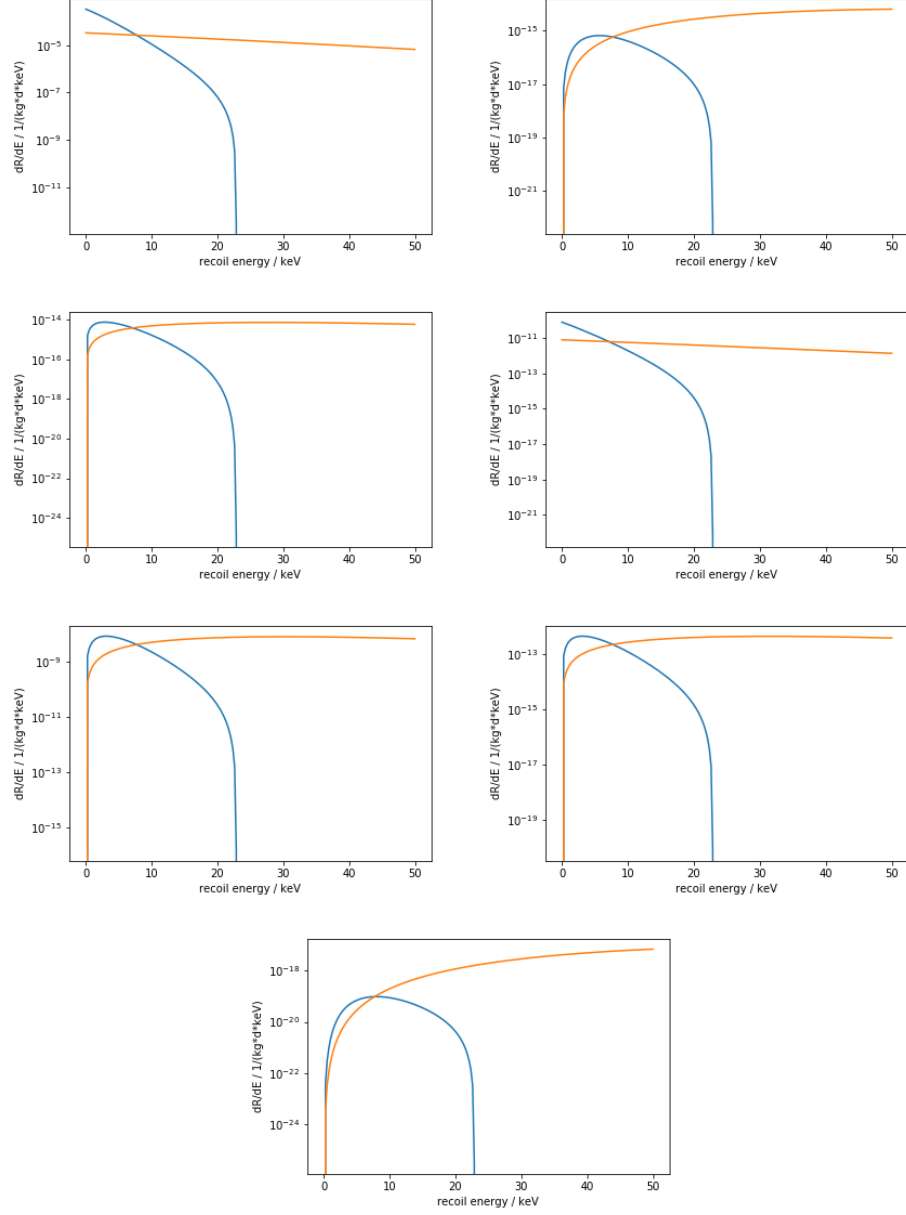 dR/dE / 1/(kg*d*keV)
10⁻⁵
10⁻⁷
10⁻⁹
10⁻¹¹
0 10 20 30 40 50
recoil energy / keV
dR/dE / 1/(kg*d*keV)
10⁻¹⁵
10⁻¹⁷
10⁻¹⁹
10⁻²¹
0 10 20 30 40 50
recoil energy / keV
dR/dE / 1/(kg*d*keV)
10⁻¹⁴
10⁻¹⁶
10⁻¹⁸
10⁻²⁰
10⁻²²
10⁻²⁴
0 10 20 30 40 50
recoil energy / keV
dR/dE / 1/(kg*d*keV)
10⁻¹¹
10⁻¹³
10⁻¹⁵
10⁻¹⁷
10⁻¹⁹
10⁻²¹
0 10 20 30 40 50
recoil energy / keV
dR/dE / 1/(kg*d*keV)
10⁻⁹
10⁻¹¹
10⁻¹³
10⁻¹⁵
0 10 20 30 40 50
recoil energy / keV
dR/dE / 1/(kg*d*keV)
10⁻¹³
10⁻¹⁵
10⁻¹⁷
10⁻¹⁹
0 10 20 30 40 50
recoil energy / keV
dR/dE / 1/(kg*d*keV)
10⁻¹⁸
10⁻²⁰
10⁻²²
10⁻²⁴
0 10 20 30 40 50
recoil energy / keV